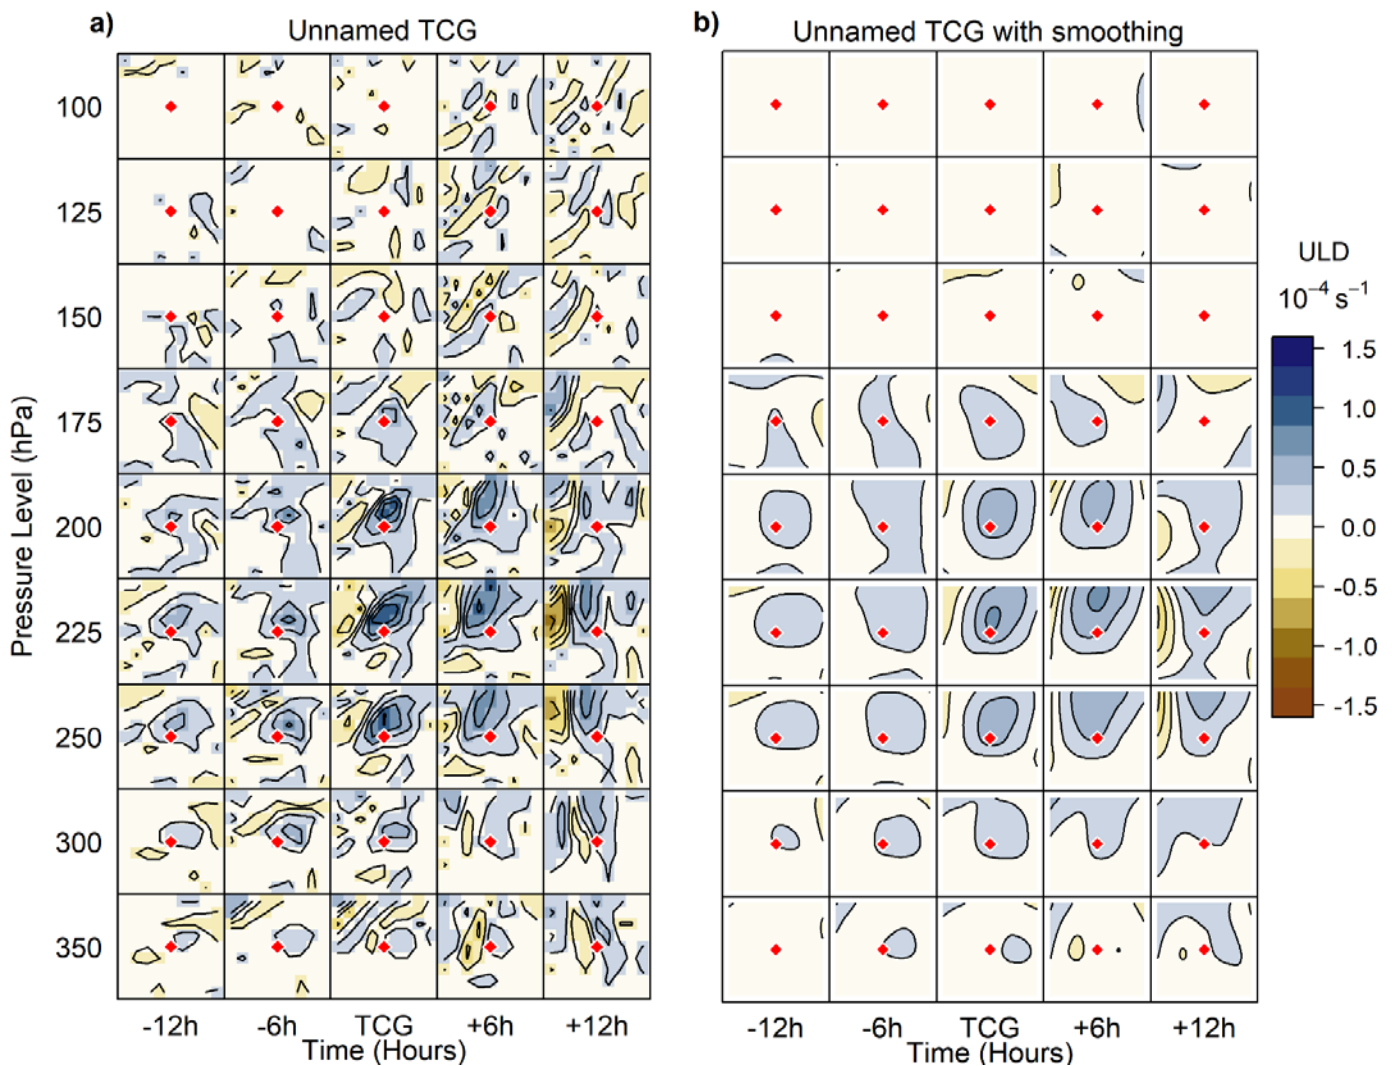 a)
Unnamed TCG
b)
Unnamed TCG with smoothing
Pressure Level (hPa)
100
125
150
175
200
225
250
300
350
-12h
-6h
TCG
+6h
+12h
Time (Hours)
-12h
-6h
TCG
+6h
+12h
Time (Hours)
ULD
10⁻⁴ s⁻¹
1.5
1.0
0.5
0.0
-0.5
-1.0
-1.5